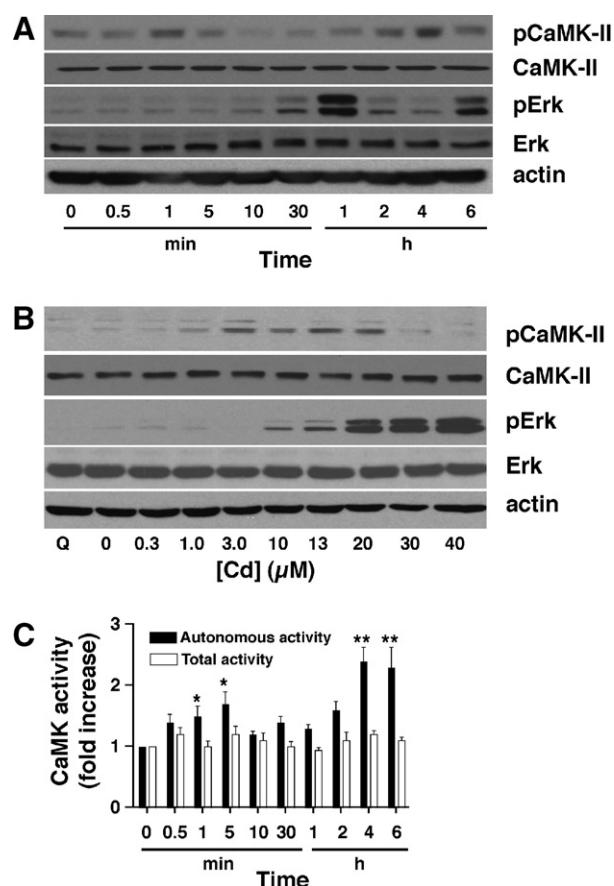 A
pCaMK-II
CaMK-II
pErk
Erk
actin
0 0.5 1 5 10 30 1 2 4 6
min h
Time
B
pCaMK-II
CaMK-II
pErk
Erk
actin
Q 0 0.3 1.0 3.0 10 13 20 30 40
[Cd] (µM)
C
CaMK activity
(fold increase)
3
2
1
0
Autonomous activity
Total activity
* * ** **
0 0.5 1 5 10 30 1 2 4 6
min h
Time